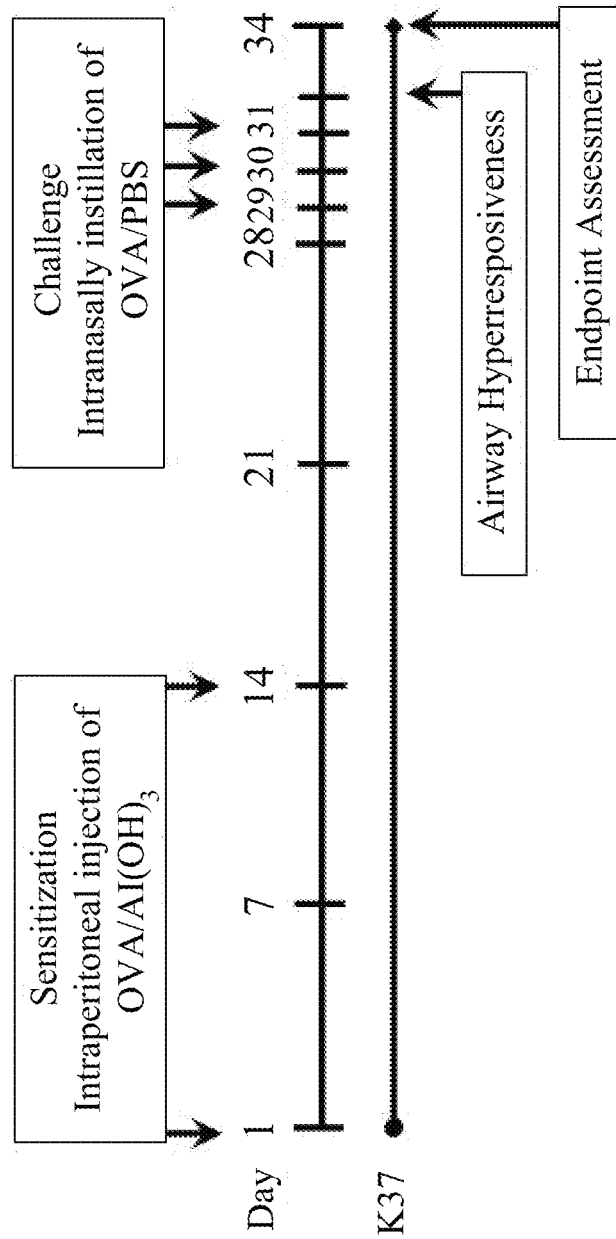 Sensitization
Intraperitoneal injection of
OVA/AI(OH)₃
Challenge
Intranasally instillation of
OVA/PBS
Day 1 7 14 21 28 29 30 31 34
K37
Airway Hyperresposiveness
Endpoint Assessment